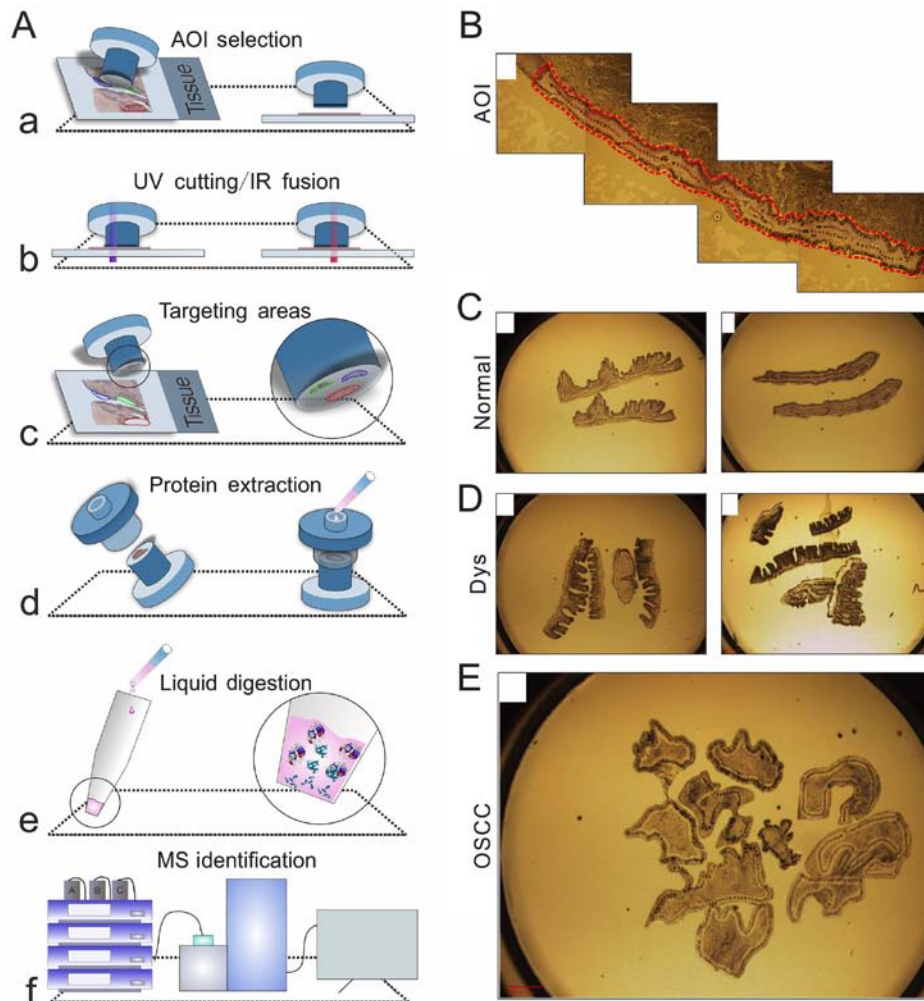 A
AOI selection
Tissue
a
UV cutting/IR fusion
b
Targeting areas
Tissue
c
Protein extraction
d
Liquid digestion
e
MS identification
A B C
f
B
AOI
C
Normal
D
Dys
E
OSCC